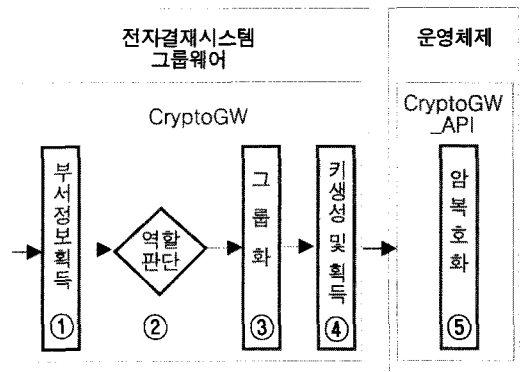 전자결재시스템
그룹웨어
운영체제
CryptoGW
CryptoGW
_API
부서정보획득
역할
판단
그룹화
키생성 및 획득
암복호화
①
②
③
④
⑤